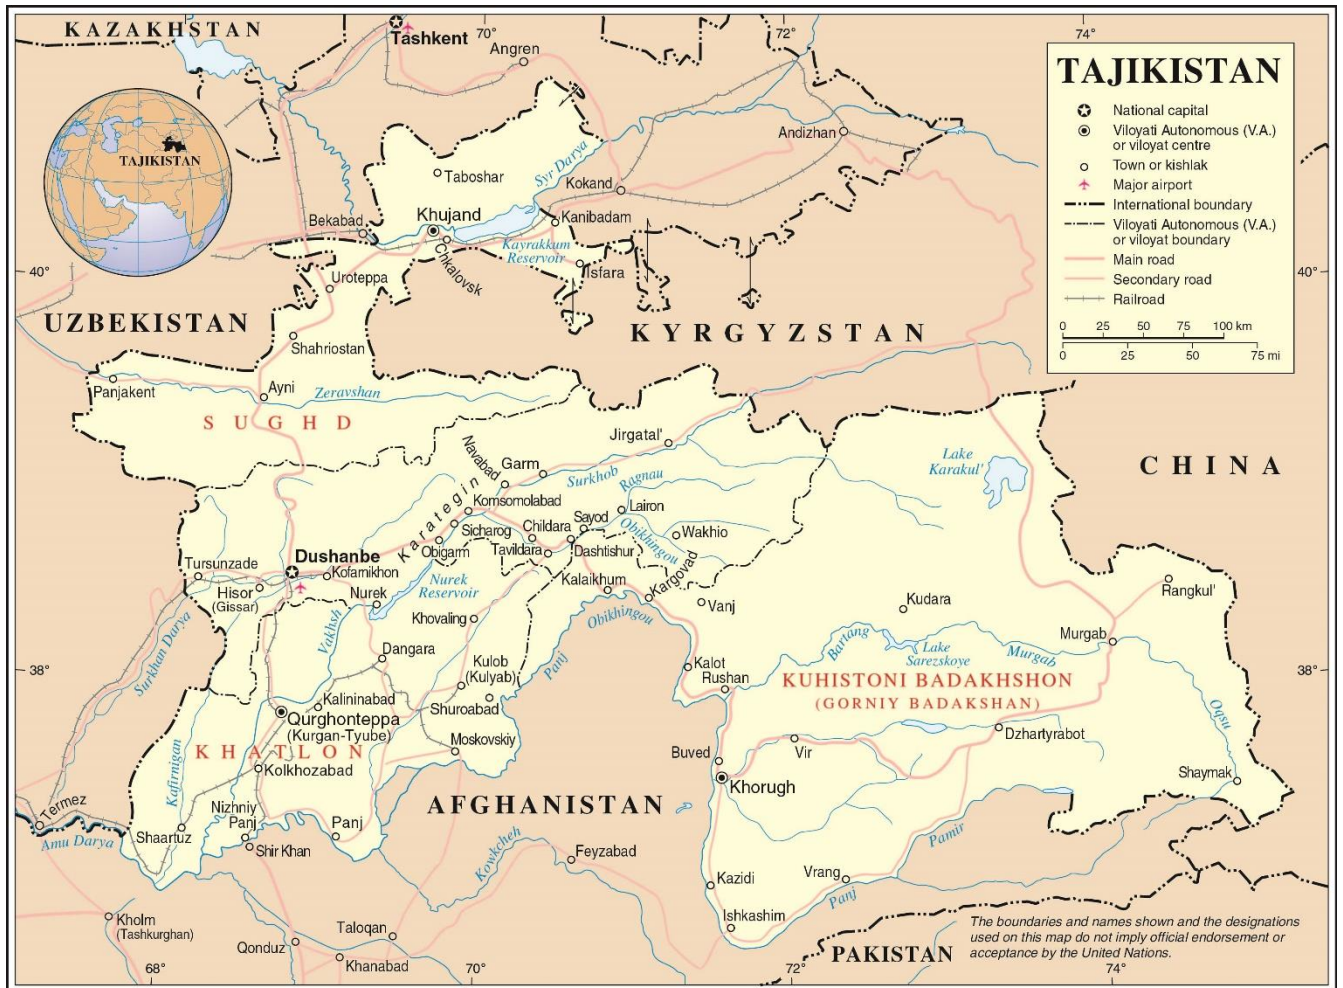 KAZAKHSTAN
Tashkent
70°
72°
74°
Angren
TAJIKISTAN
National capital
Viloyati Autonomous (V.A.)
or viloyat centre
Town or kishlak
Major airport
International boundary
Viloyati Autonomous (V.A.)
or viloyat boundary
Main road
Secondary road
Railroad
0 25 50 75 100 km
0 25 50 75 mi
TAJIKISTAN
Andizhan
Taboshar
Syr Darya
Kokand
Bekabad
Khujand
Kanibadam
Chkalovsk
Kayrakkum
Reservoir
Isfara
40°
40°
Uroteppa
UZBEKISTAN
KYRGYZSTAN
Shahriostan
Panjakent
Ayni
Zeravshan
SUGHD
Jirgatal'
Navabad
Garm
Surkhob
Ragnau
Lake
Karakul'
CHINA
Karategin
Komsomolabad
Lairon
Sicharog
Childara
Sayod
Obikhingou
Wakhio
Obigarm
Tavildara
Dashtishur
Dushanbe
Tursunzade
Kofarnikhon
Hisor
(Gissar)
Nurek
Nurek
Reservoir
Kalaikhum
Kargovad
Rangkul'
Vanj
Kudara
Khovaling
Obikhingou
Vakhsh
Surkhan Darya
Murgab
Bartang
Lake
Sarezskoye
Murgab
Dangara
Panj
Kalot
Rushan
38°
38°
Kulob
(Kulyab)
KUHISTONI BADAKHSHON
(GORNIY BADAKSHAN)
Kalininabad
Shuroabad
Oqsu
Qurghonteppa
(Kurgan-Tyube)
Moskovskiy
Dzhartyrabot
KHATLON
Buved
Vir
Kolkhozabad
Khorugh
Shaymak
Kafirnigan
Termez
Nizhniy
Panj
AFGHANISTAN
Panj
Amu Darya
Shaartuz
Shir Khan
Kowkcheh
Feyzabad
Pamir
Kazidi
Vrang
Panj
Kholm
(Tashkurghan)
Taloqan
Ishkashim
Qonduz
Khanabad
PAKISTAN
The boundaries and names shown and the designations
used on this map do not imply official endorsement or
acceptance by the United Nations.
68°
70°
72°
74°